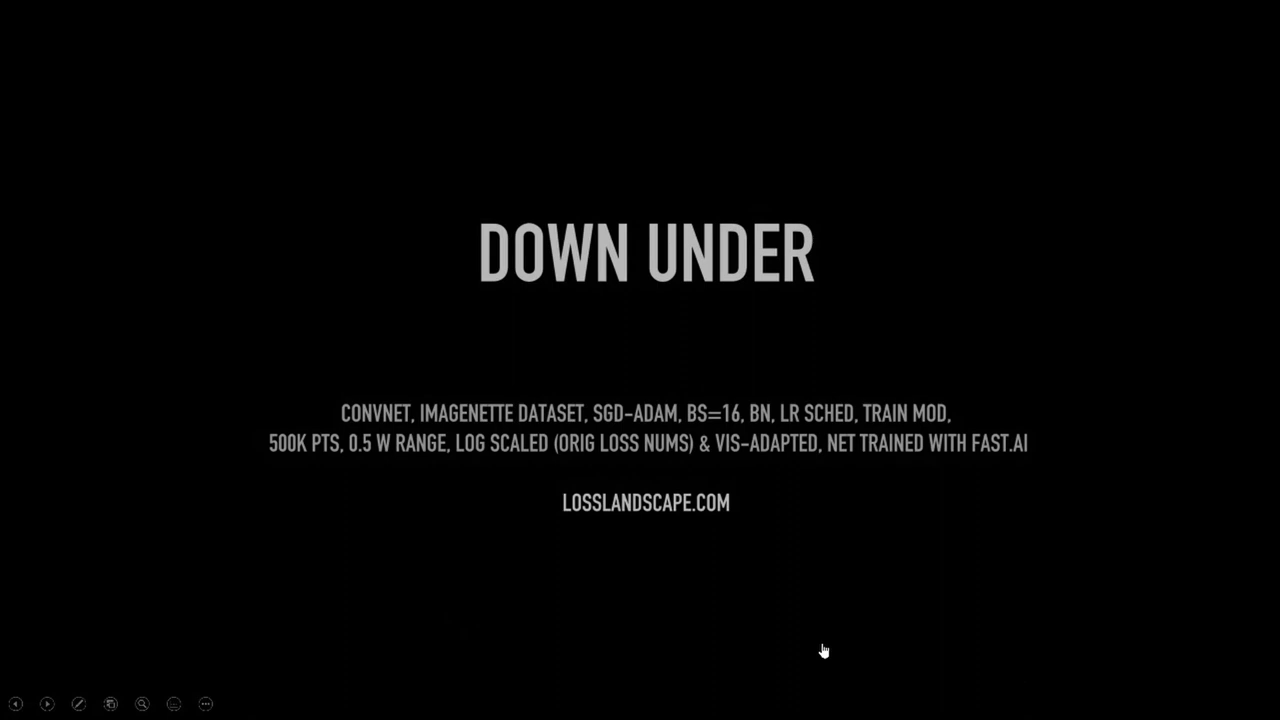 DOWN UNDER
CONVNET, IMAGENETTE DATASET, SGD-ADAM, BS=16, BN, LR SCHED, TRAIN MOD,
500K PTS, 0.5 W RANGE, LOG SCALED (ORIG LOSS NUMS) & VIS-ADAPTED, NET TRAINED WITH FAST.AI
LOSSLANDSCAPE.COM